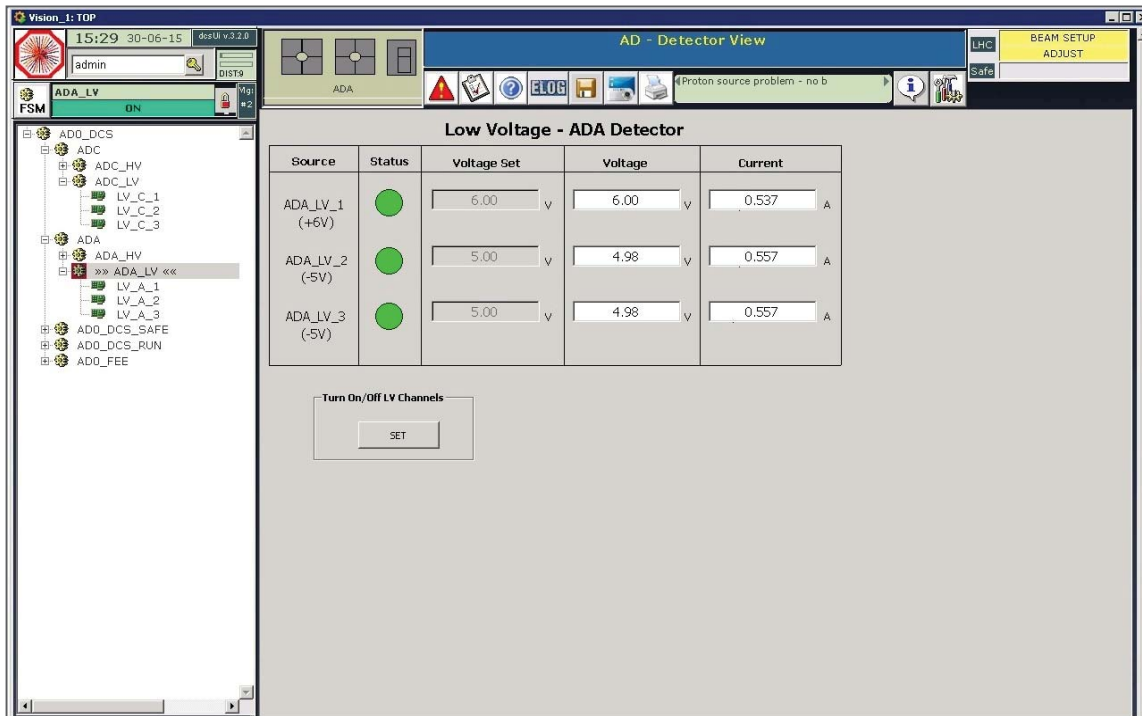 Vision_1: TOP
15:29 30-06-15 dcsUi v.3.2.0
admin
DIST:9
FSM
ADA_LV
ON
#2
ADA
AD - Detector View
ELOG
Proton source problem - no b
LHC
Safe
BEAM SETUP
ADJUST
AD0_DCS
ADC
ADC_HV
ADC_LV
LV_C_1
LV_C_2
LV_C_3
ADA
ADA_HV
»» ADA_LV ««
LV_A_1
LV_A_2
LV_A_3
AD0_DCS_SAFE
AD0_DCS_RUN
AD0_FEE
Low Voltage - ADA Detector
Source Status Voltage Set Voltage Current
ADA_LV_1 6.00 V 6.00 V 0.537 A
(+6V)
ADA_LV_2 5.00 V 4.98 V 0.557 A
(-5V)
ADA_LV_3 5.00 V 4.98 V 0.557 A
(-5V)
Turn On/Off LV Channels
SET